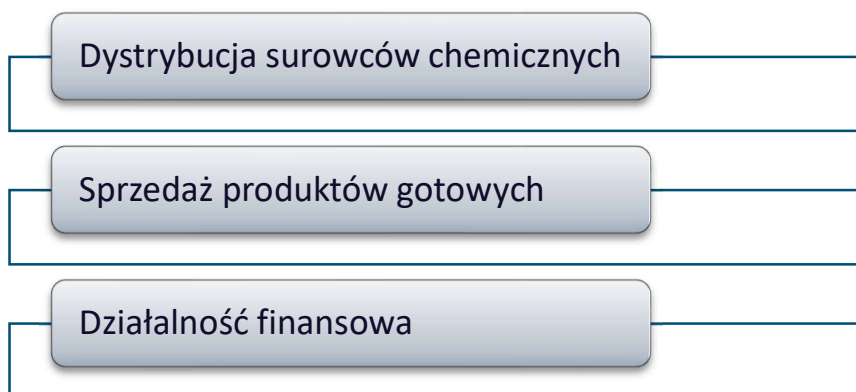 Dystrybucja surowców chemicznych
Sprzedaż produktów gotowych
Działalność finansowa